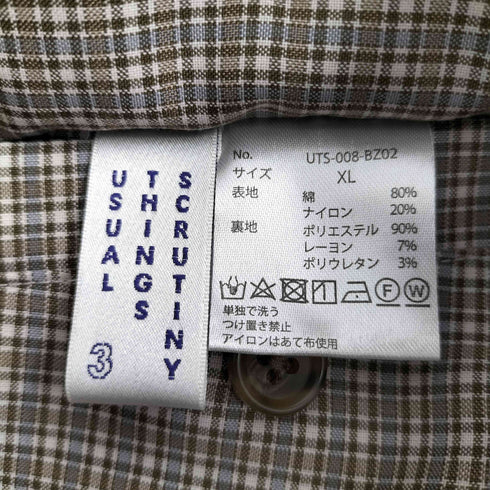 USUAL
THINGS
SCRUTINY
3
No. UTS-008-BZ02
サイズ XL
表地 綿 80%
ナイロン 20%
裏地 ポリエステル 90%
レーヨン 7%
ポリウレタン 3%
F W
単独で洗う
つけ置き禁止
アイロンはあて布使用